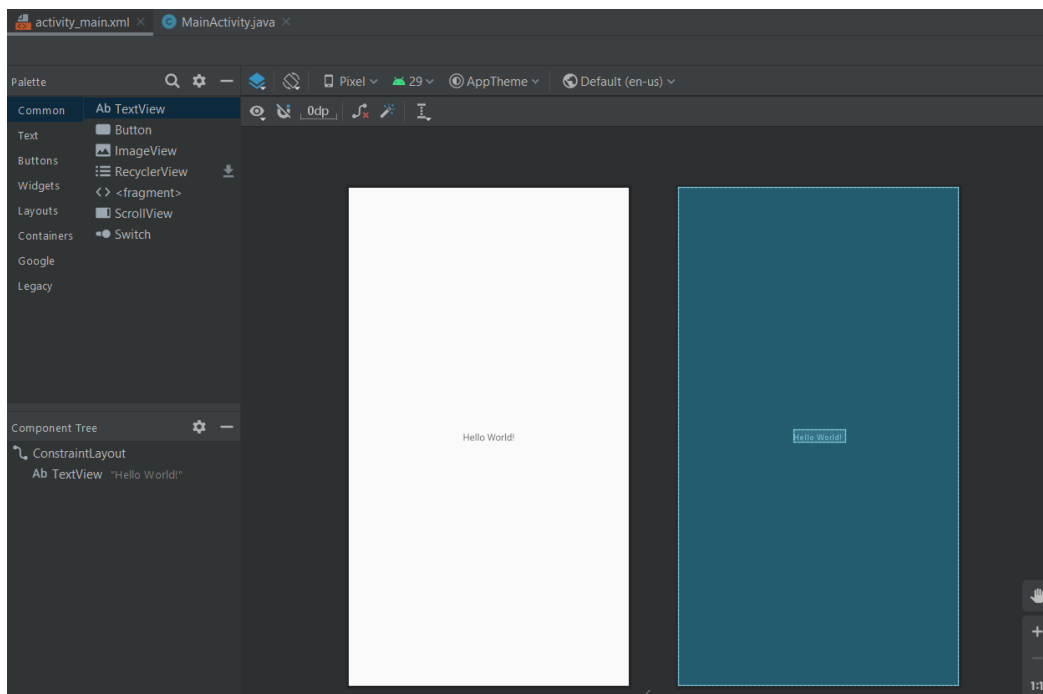 activity_main.xml MainActivity.java
Palette
Pixel 29 AppTheme Default (en-us)
Common
Text
Buttons
Widgets
Layouts
Containers
Google
Legacy
Ab TextView
Button
ImageView
RecyclerView
<fragment>
ScrollView
Switch
0dp
Hello World!
Hello World!
Component Tree
ConstraintLayout
Ab TextView "Hello World!"
1:1